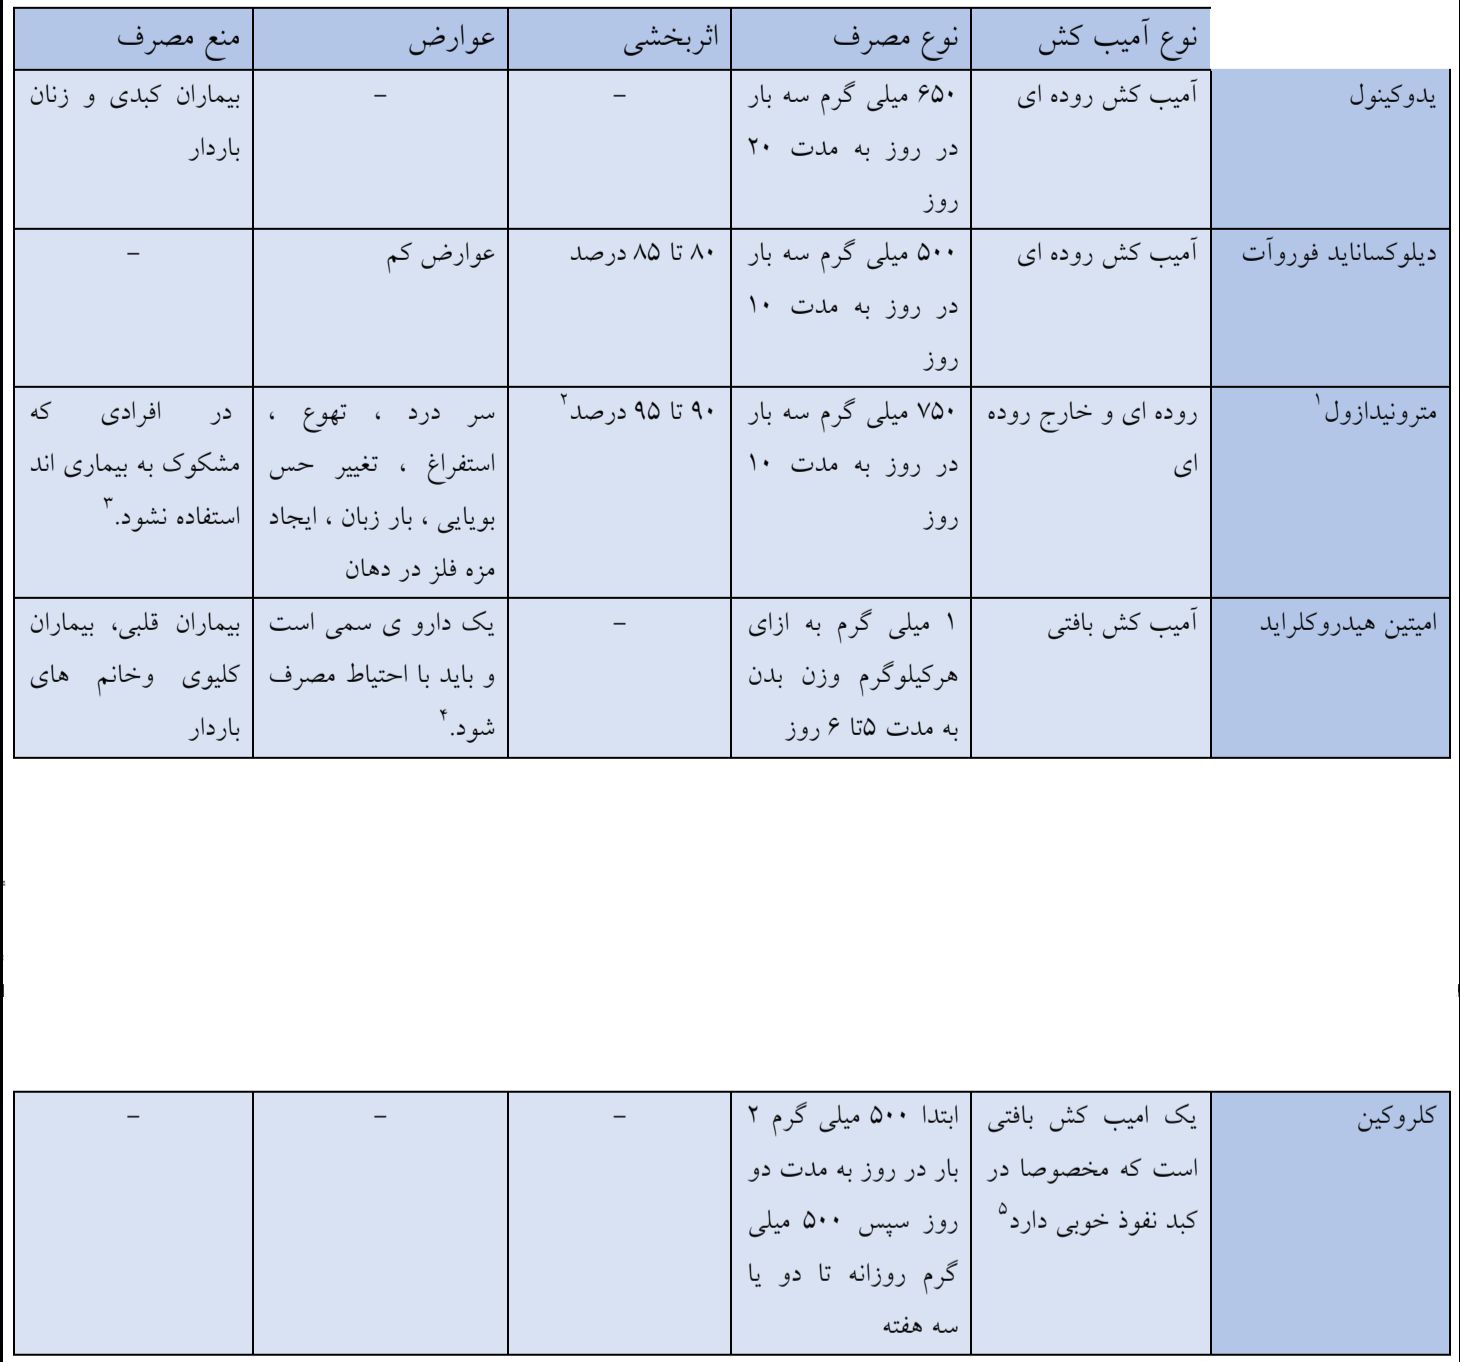 نوع آمیب کش
نوع مصرف
اثربخشی
عوارض
منع مصرف
یدوکینول
آمیب کش روده ای
۶۵۰ میلی گرم سه بار
در روز به مدت ۲۰
روز
–
–
بیماران کبدی و زنان
باردار
دیلوکساناید فوروآت
آمیب کش روده ای
۵۰۰ میلی گرم سه بار
در روز به مدت ۱۰
روز
۸۰ تا ۸۵ درصد
عوارض کم
–
مترونیدازول۱
روده ای و خارج روده
ای
۷۵۰ میلی گرم سه بار
در روز به مدت ۱۰
روز
۹۰ تا ۹۵ درصد۲
سر درد ، تهوع ،
استفراغ ، تغییر حس
بویایی ، بار زبان ، ایجاد
مزه فلز در دهان
در افرادی که
مشکوک به بیماری اند
استفاده نشود.۳
امیتین هیدروکلراید
آمیب کش بافتی
۱ میلی گرم به ازای
هرکیلوگرم وزن بدن
به مدت ۵تا ۶ روز
–
یک دارو ی سمی است
و باید با احتیاط مصرف
شود.۴
بیماران قلبی، بیماران
کلیوی وخانم های
باردار
کلروکین
یک امیب کش بافتی
است که مخصوصا در
کبد نفوذ خوبی دارد۵
ابتدا ۵۰۰ میلی گرم ۲
بار در روز به مدت دو
روز سپس ۵۰۰ میلی
گرم روزانه تا دو یا
سه هفته
–
–
–